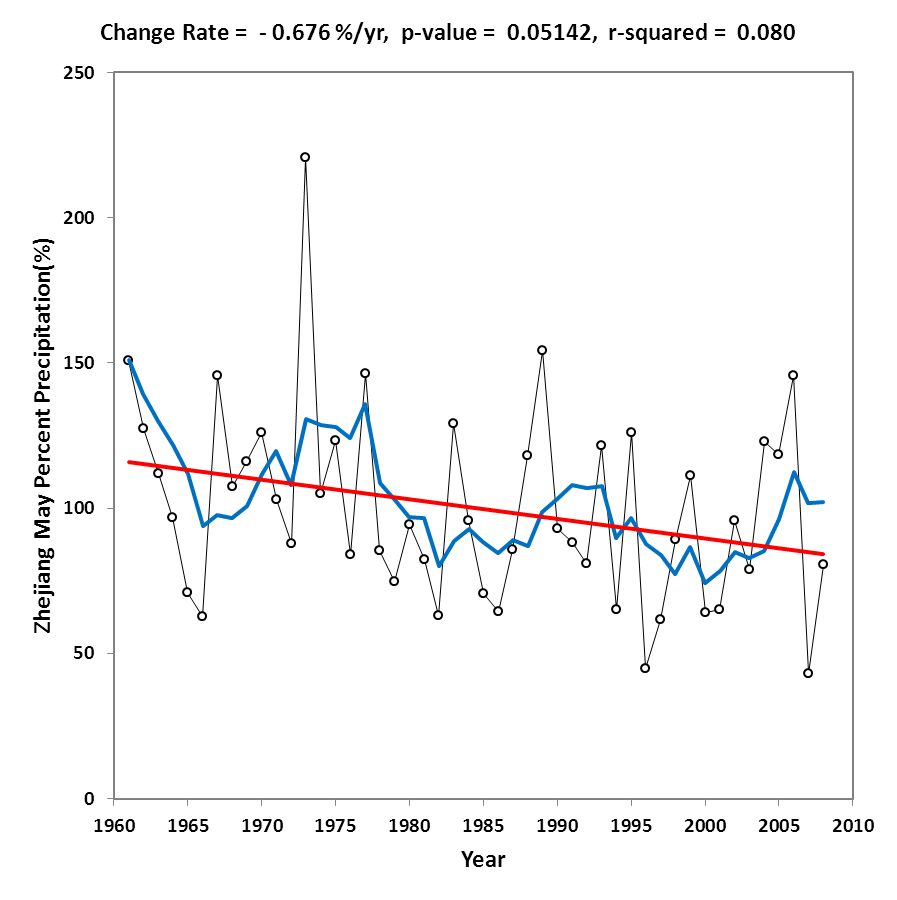 Change Rate = - 0.676 %/yr, p-value = 0.05142, r-squared = 0.080
250
200
150
100
50
0
Zhejiang May Percent Precipitation(%)
1960 1965 1970 1975 1980 1985 1990 1995 2000 2005 2010
Year